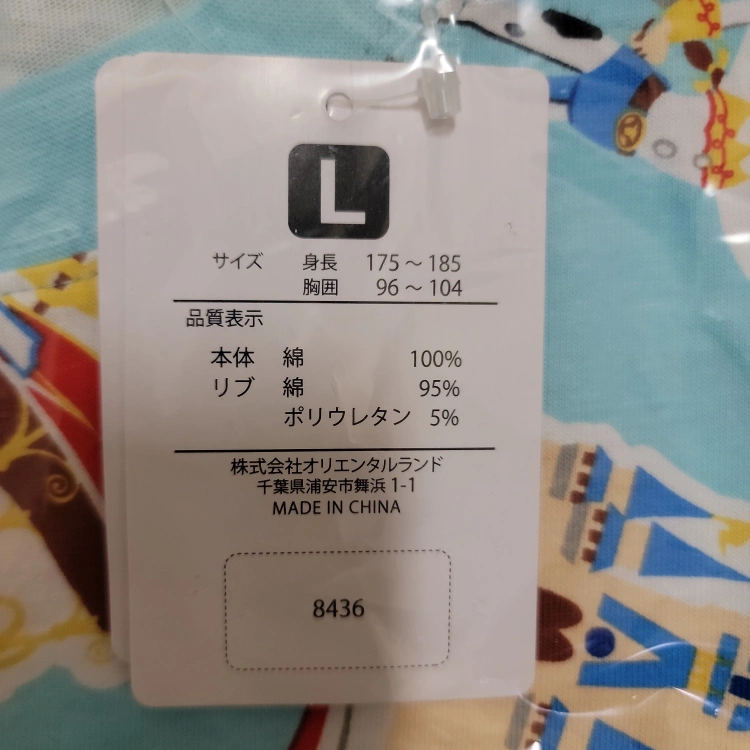 L
サイズ 身長 175～185
胸囲 96～104
品質表示
本体 綿 100%
リブ 綿 95%
ポリウレタン 5%
株式会社オリエンタルランド
千葉県浦安市舞浜 1-1
MADE IN CHINA
8436